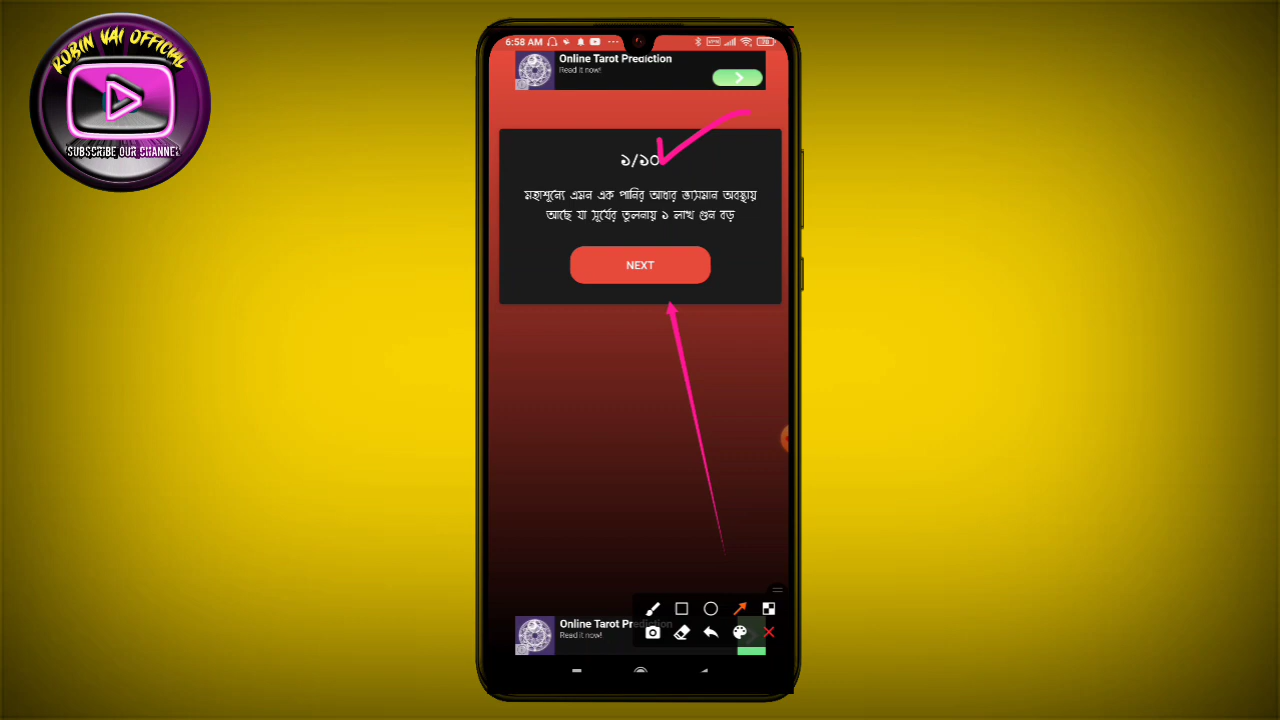 ROBIN VAI OFFICIAL
SUBSCRIBE OUR CHANNEL
6:58 AM
78
Online Tarot Prediction
Read it now!
১/১০
মহাশূন্যে এমন এক পানির আধার ভাসমান অবস্থায়
আছে যা সূর্যের তুলনায় ১ লাখ গুন বড়
NEXT
Online Tarot Prediction
Read it now!